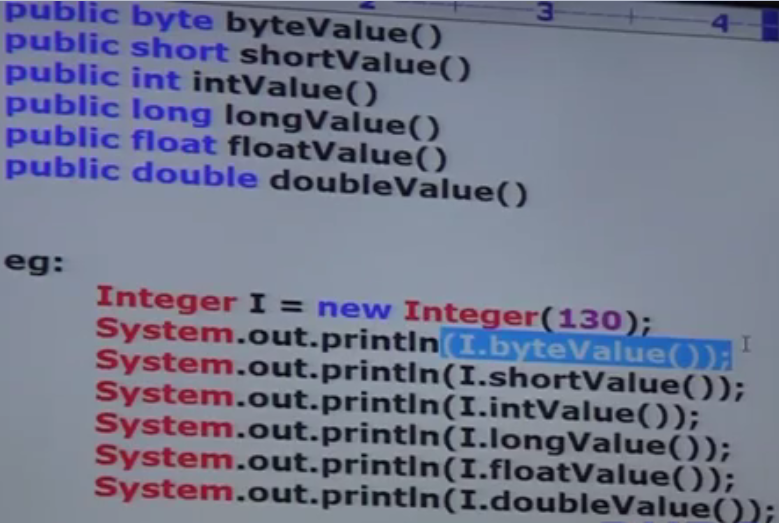 2 3 4
public byte byteValue()
public short shortValue()
public int intValue()
public long longValue()
public float floatValue()
public double doubleValue()
eg:
Integer I = new Integer(130);
System.out.println(I.byteValue());
System.out.println(I.shortValue());
System.out.println(I.intValue());
System.out.println(I.longValue());
System.out.println(I.floatValue());
System.out.println(I.doubleValue());